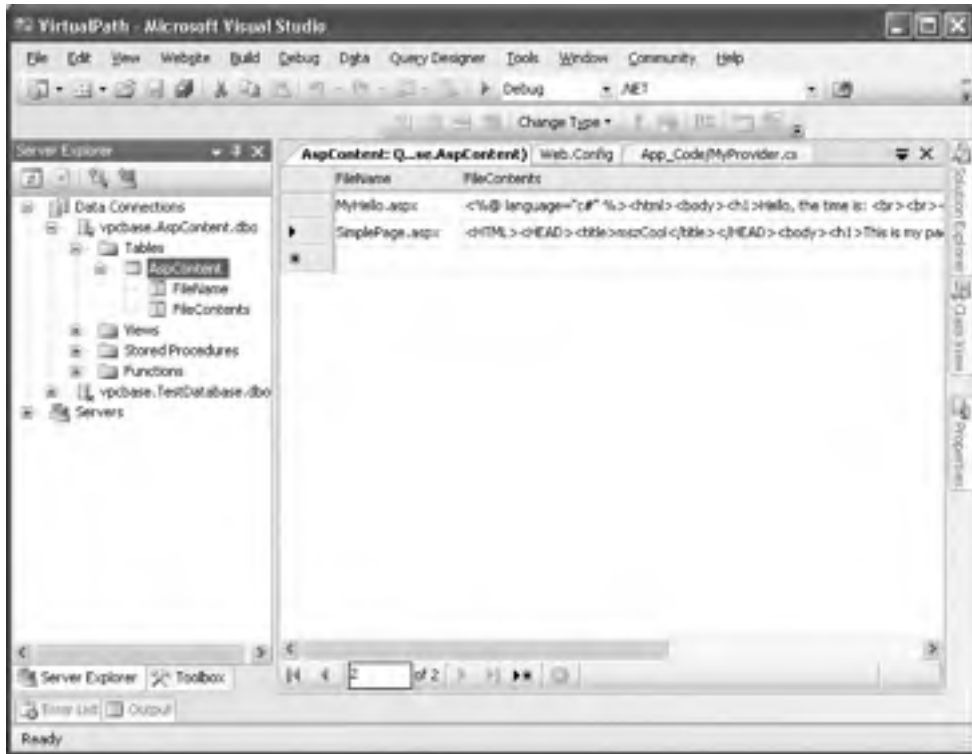 VirtualPath - Microsoft Visual Studio
File Edit View Website Build Debug Data Query Designer Tools Window Community Help
Debug .NET
Change Type
Server Explorer
AspContent: Q...se.AspContent) Web.Config App_Code/MyProvider.cs
FileName FileContents
MyHello.aspx <%@ language="c#" %><html><body><h1>Hello, the time is: <br><br>
SimplePage.aspx <HTML><HEAD><title>mszCool</title></HEAD><body><h1>This is my pa
Data Connections
vpcbase.AspContent.dbo
Tables
AspContent
FileName
FileContents
Views
Stored Procedures
Functions
vpcbase.TestDatabase.dbo
Servers
Solution Explorer
Class View
Properties
2 of 2
Server Explorer Toolbox
Error List Output
Ready